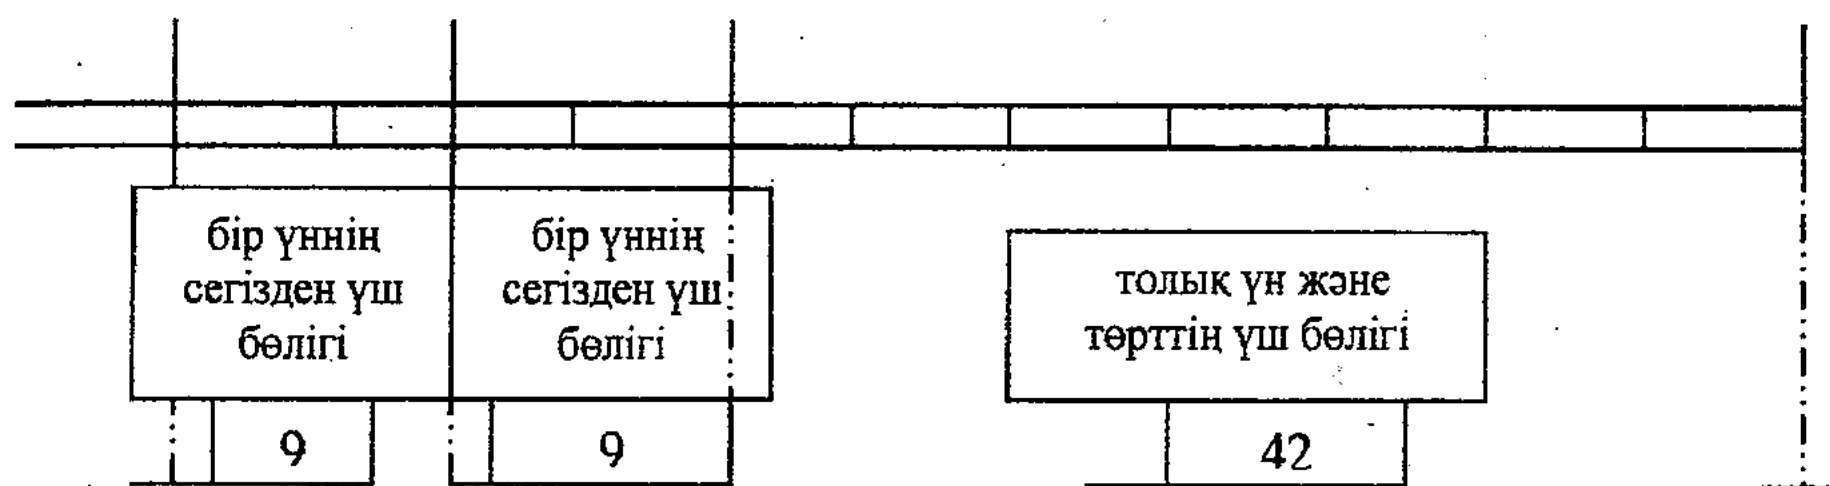 бір үннің
сегізден үш
бөлігі
бір үннің
сегізден үш
бөлігі
толық үн және
төрттің үш бөлігі
9
9
42